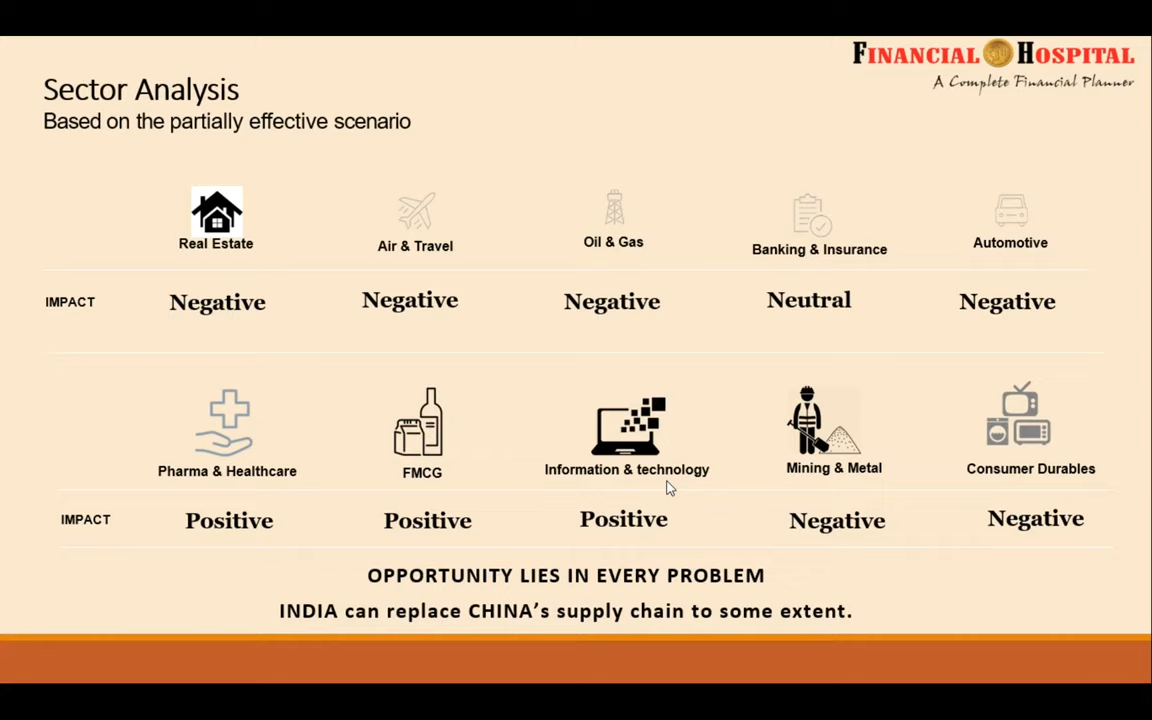 FINANCIAL HOSPITAL
A Complete Financial Planner
Sector Analysis
Based on the partially effective scenario
Real Estate
Air & Travel
Oil & Gas
Banking & Insurance
Automotive
IMPACT
Negative
Negative
Negative
Neutral
Negative
Pharma & Healthcare
FMCG
Information & technology
Mining & Metal
Consumer Durables
IMPACT
Positive
Positive
Positive
Negative
Negative
OPPORTUNITY LIES IN EVERY PROBLEM
INDIA can replace CHINA's supply chain to some extent.